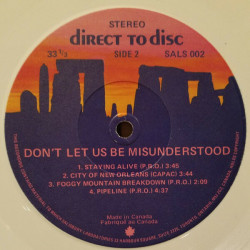 STEREO
DIRECT TO DISC
33 1/3 SIDE 2 SALS 002
DON'T LET US BE MISUNDERSTOOD
1. STAYING ALIVE (P.R.O.) 3:45
2. CITY OF NEW ORLEANS (CAPAC) 3:44
3. FOGGY MOUNTAIN BREAKDOWN (P.R.O.) 2:09
4. PIPELINE (P.R.O.) 4:37
Made in Canada
Fabriqué au Canada